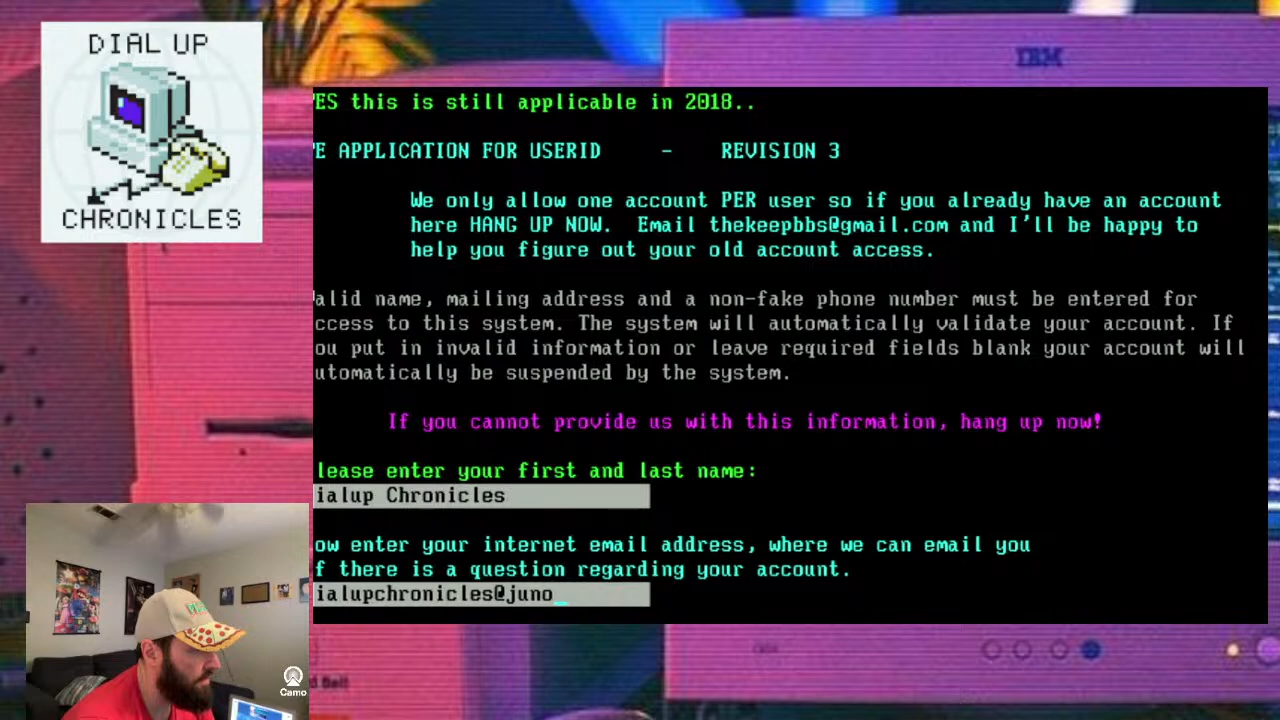 DIAL UP
CHRONICLES
IBM
ES this is still applicable in 2018..
E APPLICATION FOR USERID - REVISION 3
We only allow one account PER user so if you already have an account
here HANG UP NOW. Email thekeepbbs@gmail.com and I'll be happy to
help you figure out your old account access.
alid name, mailing address and a non-fake phone number must be entered for
ccess to this system. The system will automatically validate your account. If
ou put in invalid information or leave required fields blank your account will
utomatically be suspended by the system.
If you cannot provide us with this information, hang up now!
lease enter your first and last name:
ialup Chronicles
ow enter your internet email address, where we can email you
f there is a question regarding your account.
ialupchronicles@juno_
Camo
d Bell